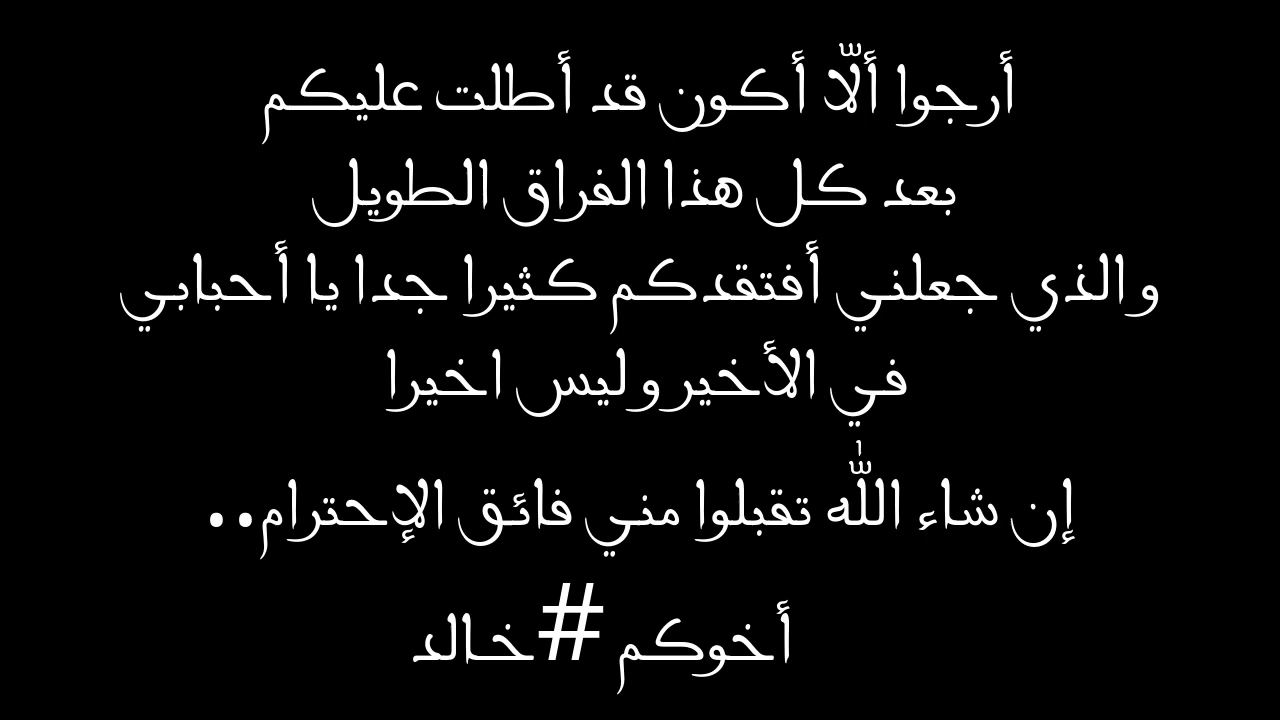 أرجوا ألّا أكون قد أطلت عليكم
بعد كل هذا الفراق الطويل
والذي جعلني أفتقدكم كثيرا جدا يا أحبابي
في الأخير وليس اخيرا
إن شاء اللّٰه تقبلوا مني فائق الإحترام..
أخوكم #خالد